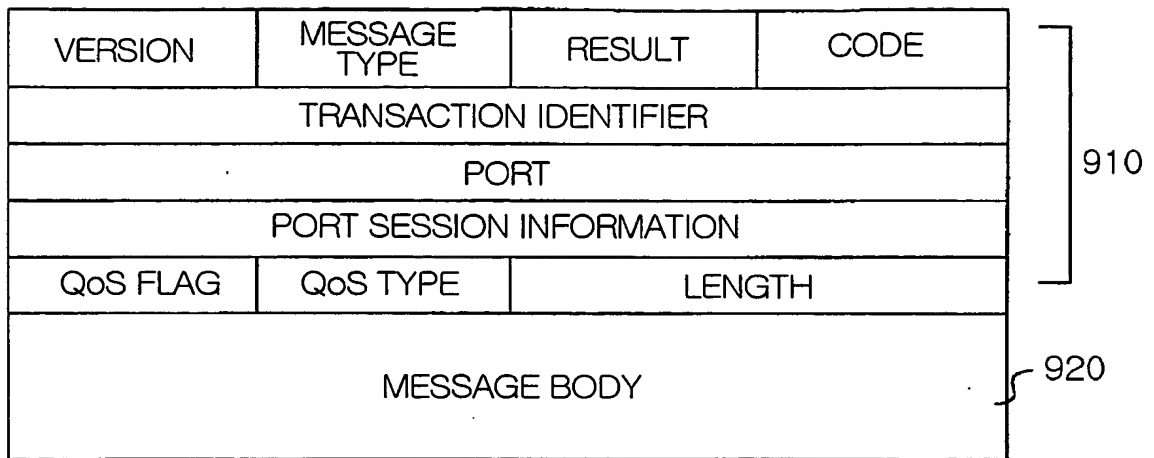 VERSION
MESSAGE
TYPE
RESULT
CODE
TRANSACTION IDENTIFIER
PORT
910
PORT SESSION INFORMATION
QoS FLAG
QoS TYPE
LENGTH
MESSAGE BODY
920